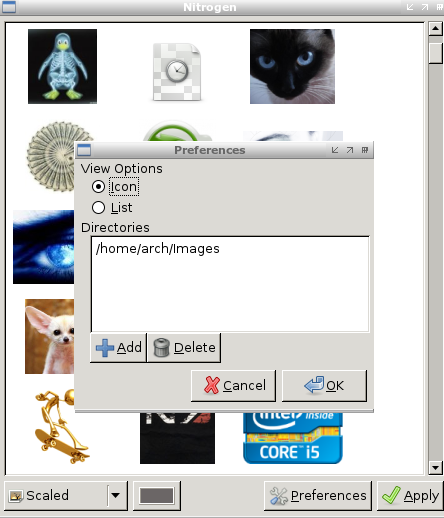 Nitrogen
Preferences
View Options
Icon
List
Directories
/home/arch/Images
Add
Delete
Cancel
OK
intel inside
CORE i5
Scaled
Preferences
Apply